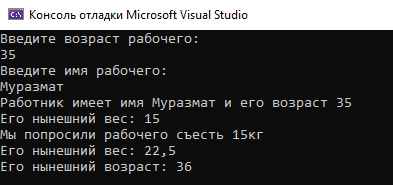 Консоль отладки Microsoft Visual Studio
Введите возраст рабочего:
35
Введите имя рабочего:
Муразмат
Работник имеет имя Муразмат и его возраст 35
Его нынешний вес: 15
Мы попросили рабочего съесть 15кг
Его нынешний вес: 22,5
Его нынешний возраст: 36